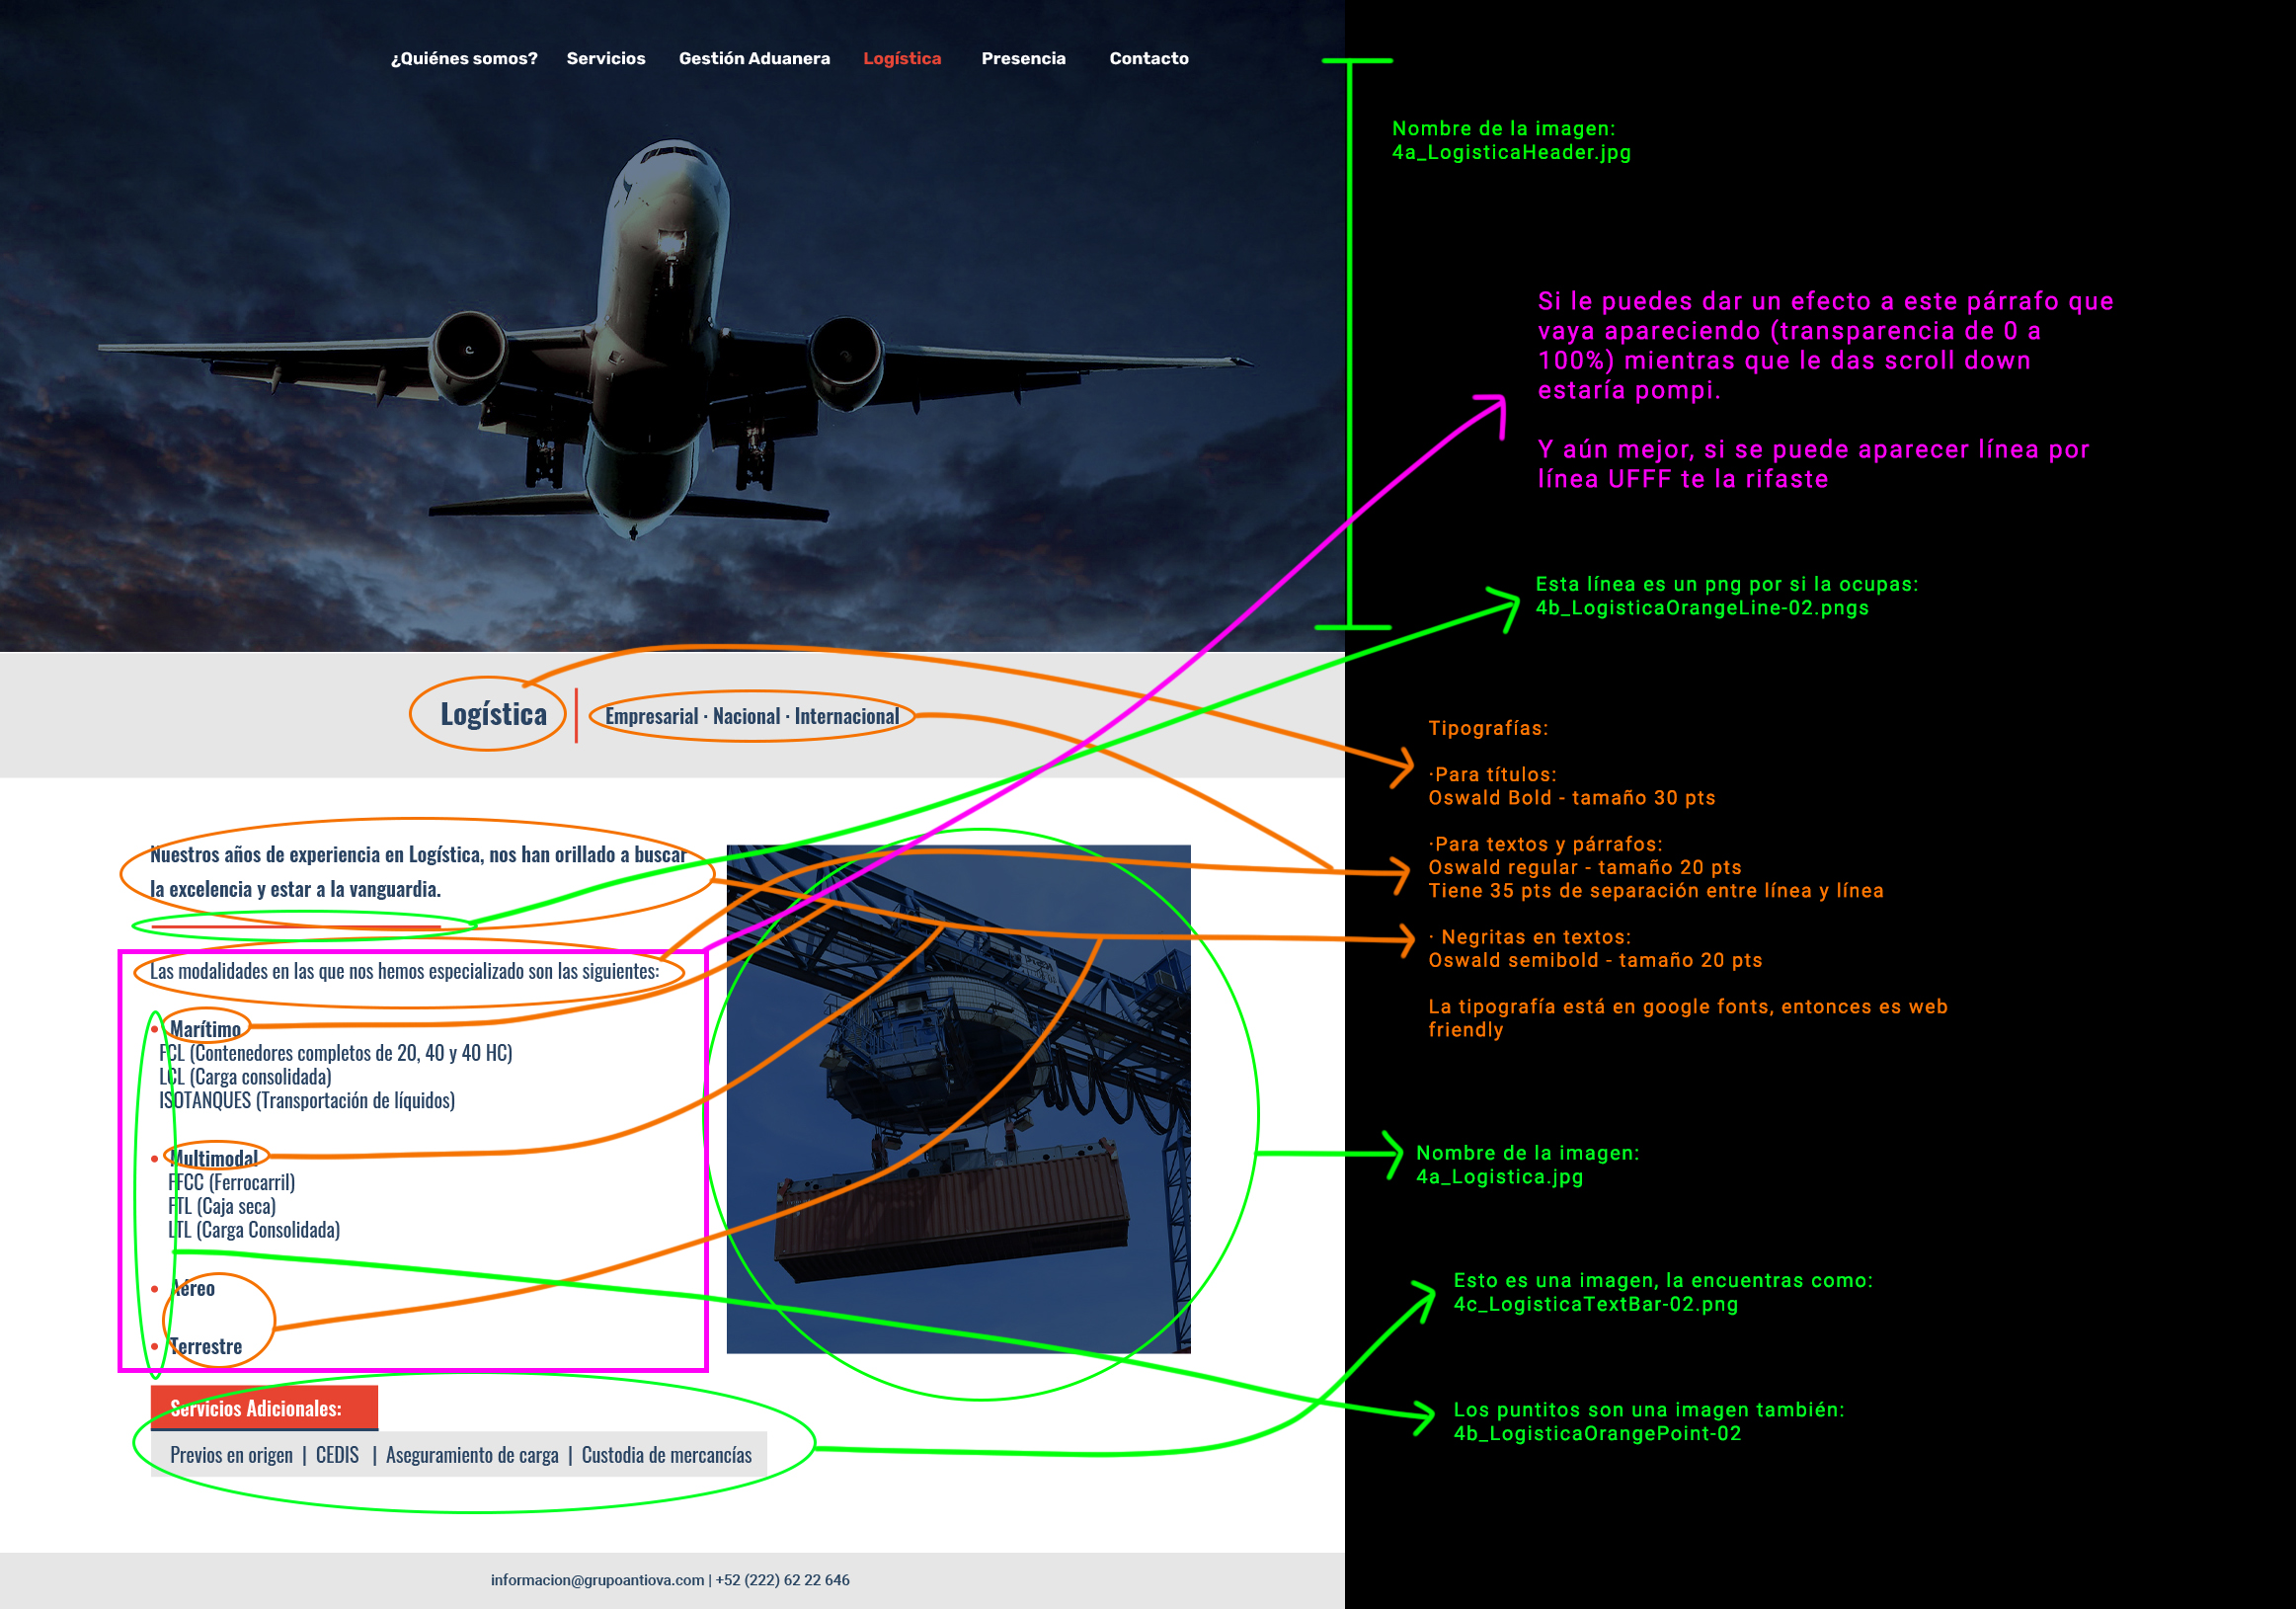 ¿Quiénes somos? Servicios Gestión Aduanera Logística Presencia Contacto
Nombre de la imagen:
4a_LogisticaHeader.jpg
Si le puedes dar un efecto a este párrafo que
vaya apareciendo (transparencia de 0 a
100%) mientras que le das scroll down
estaría pompi.
Y aún mejor, si se puede aparecer línea por
línea UFFF te la rifaste
Esta línea es un png por si la ocupas:
4b_LogisticaOrangeLine-02.pngs
Logística
Empresarial · Nacional · Internacional
Tipografías:
·Para títulos:
Oswald Bold - tamaño 30 pts
·Para textos y párrafos:
Oswald regular - tamaño 20 pts
Tiene 35 pts de separación entre línea y línea
· Negritas en textos:
Oswald semibold - tamaño 20 pts
La tipografía está en google fonts, entonces es web
friendly
Nuestros años de experiencia en Logística, nos han orillado a buscar
la excelencia y estar a la vanguardia.
Las modalidades en las que nos hemos especializado son las siguientes:
• Marítimo
FCL (Contenedores completos de 20, 40 y 40 HC)
LCL (Carga consolidada)
ISOTANQUES (Transportación de líquidos)
• Multimodal
FFCC (Ferrocarril)
FTL (Caja seca)
LTL (Carga Consolidada)
• Aéreo
• Terrestre
Nombre de la imagen:
4a_Logistica.jpg
Esto es una imagen, la encuentras como:
4c_LogisticaTextBar-02.png
Los puntitos son una imagen también:
4b_LogisticaOrangePoint-02
Servicios Adicionales:
Previos en origen | CEDIS | Aseguramiento de carga | Custodia de mercancías
informacion@grupoantiova.com | +52 (222) 62 22 646